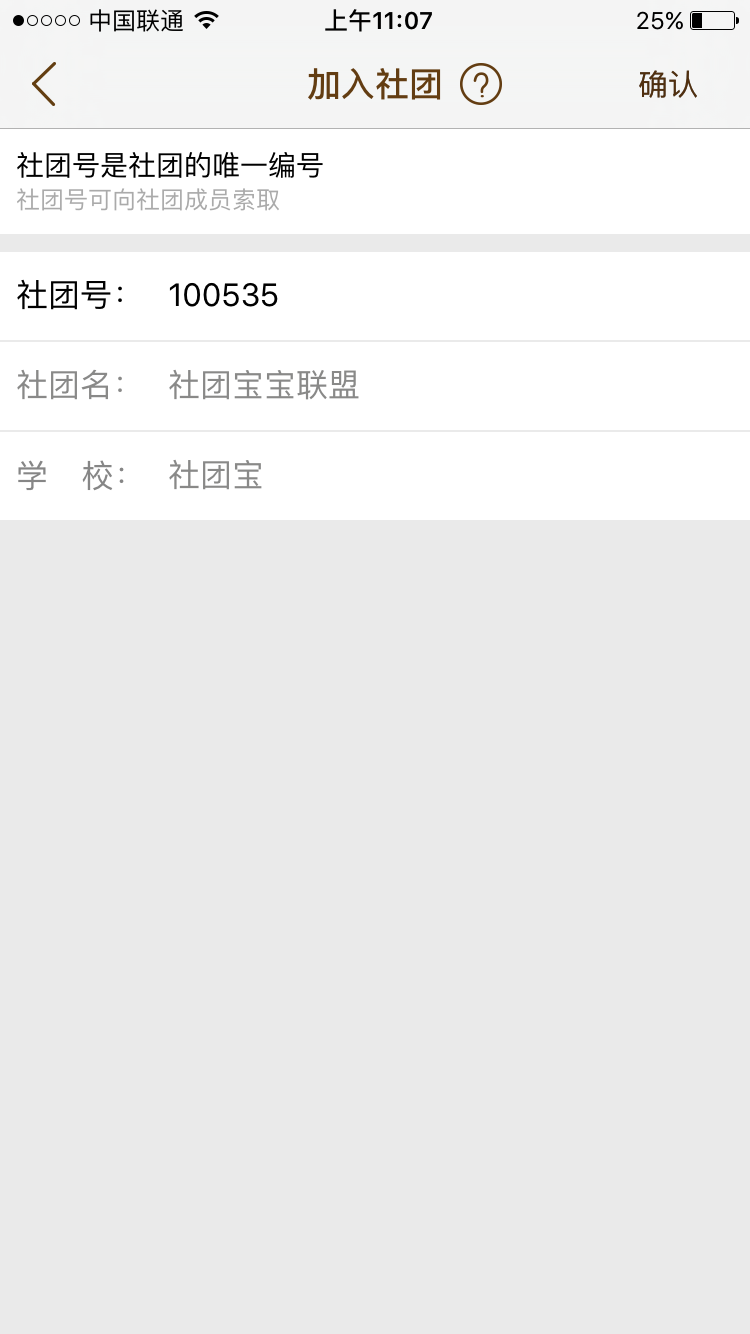 中国联通 上午11:07 25%
加入社团 ? 确认
社团号是社团的唯一编号
社团号可向社团成员索取
社团号： 100535
社团名： 社团宝宝联盟
学 校： 社团宝